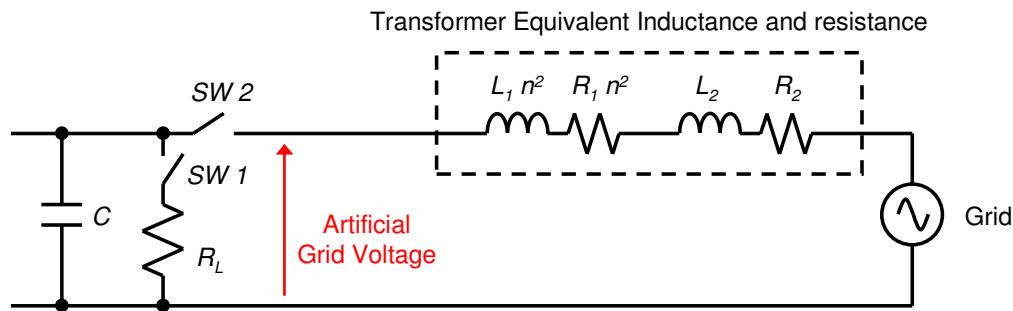 Transformer Equivalent Inductance and resistance
L₁ n² R₁ n² L₂ R₂
SW 2
SW 1
C
R_L
Artificial
Grid Voltage
Grid